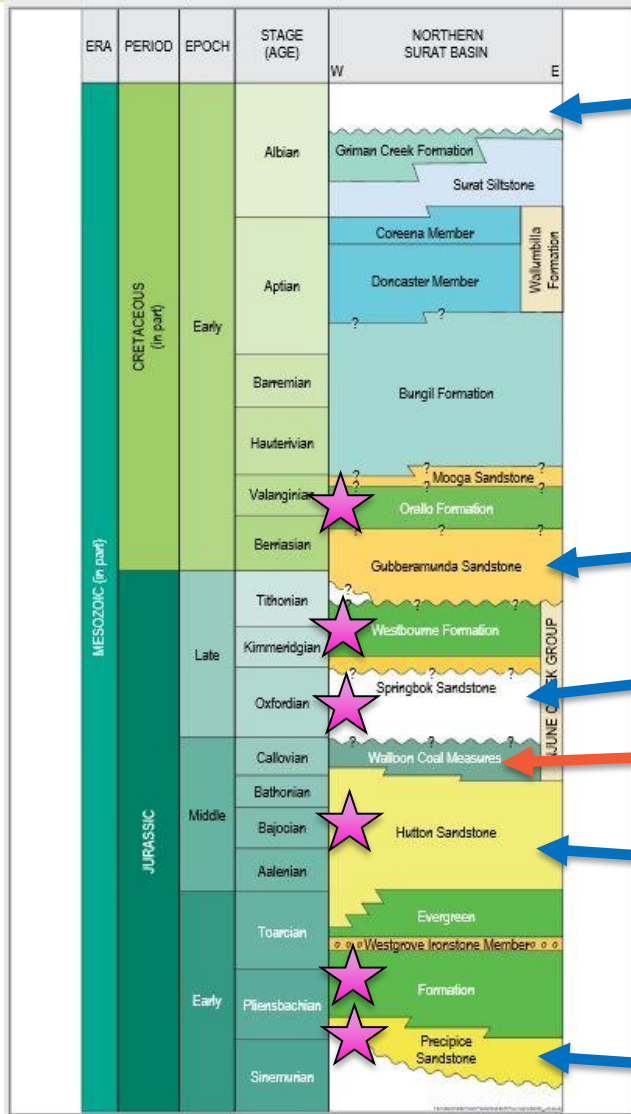 ERA PERIOD EPOCH STAGE
(AGE) NORTHERN
SURAT BASIN
W E
MESOZOIC (in part)
CRETACEOUS
(in part)
JURASSIC
Early
Late
Middle
Early
Albian
Aptian
Barremian
Hauterivian
Valanginian
Berriasian
Tithonian
Kimmeridgian
Oxfordian
Callovian
Bathonian
Bajocian
Aalenian
Toarcian
Pliensbachian
Sinemurian
Griman Creek Formation
Surat Siltstone
Coreena Member
Wallumbilla
Formation
Doncaster Member
? ?
Bungil Formation
? ?
? Mooga Sandstone
? ? ?
Orallo Formation
? ? ?
Gubberamunda Sandstone
?
? ?
Westbourne Formation
? ? ?
Springbok Sandstone
? ? ?
GROUP
Walloon Coal Measures
Hutton Sandstone
Evergreen
Westgrove Ironstone Member
Formation
Precipice
Sandstone